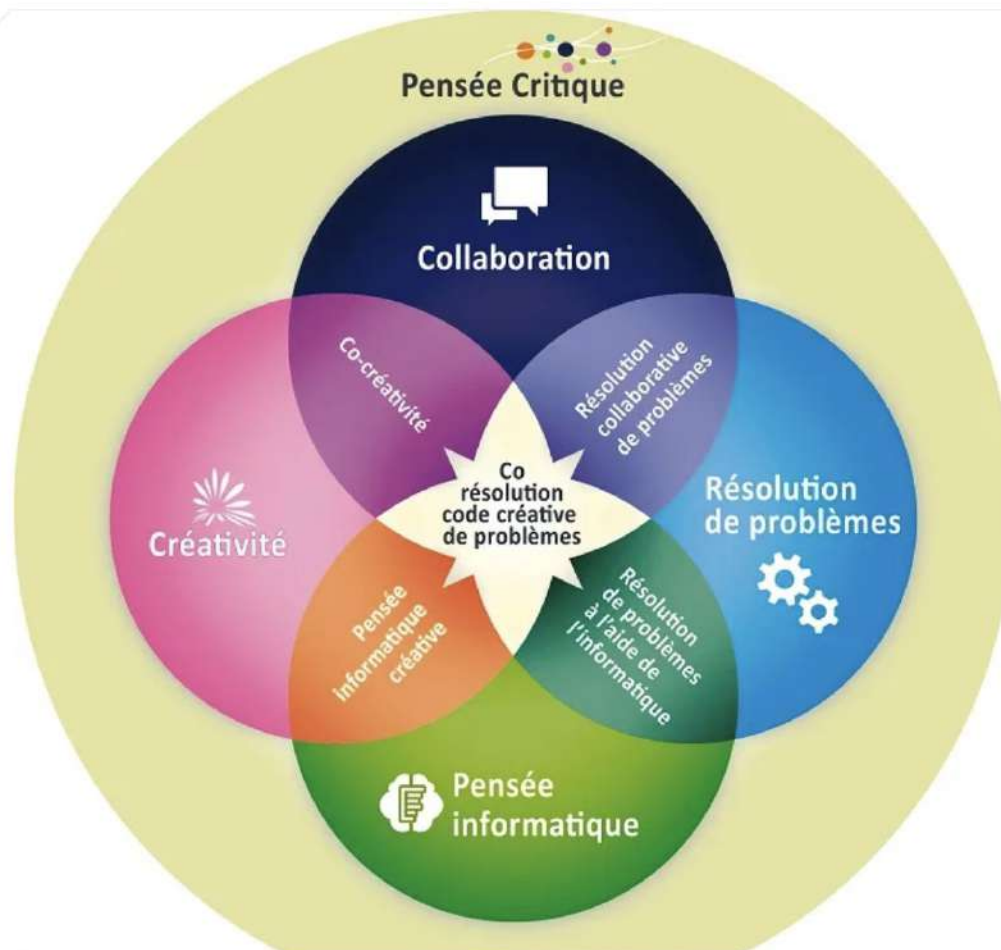 Pensée Critique
Collaboration
Co-créativité
Résolution
collaborative
de problèmes
Co
résolution
code créative
de problèmes
Créativité
Résolution
de problèmes
Pensée
informatique
créative
Résolution
de problèmes
à l'aide de
l'informatique
Pensée
informatique